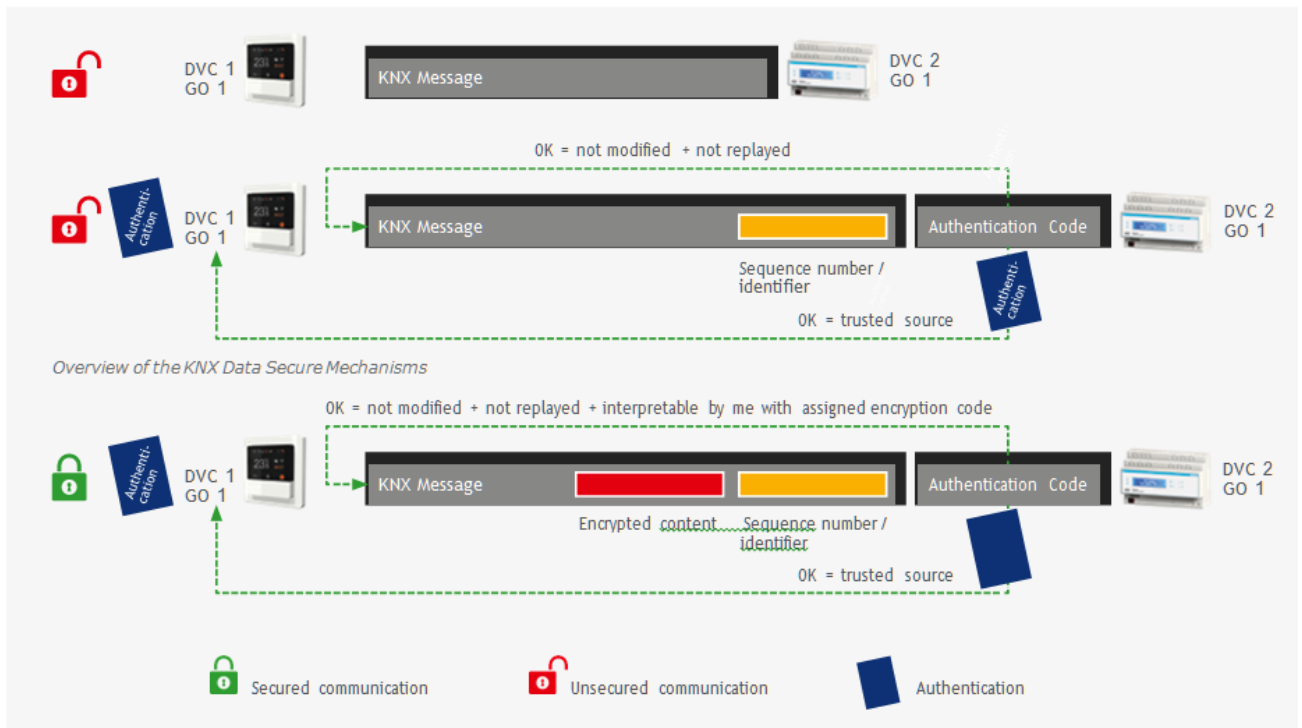 DVC 1
GO 1
KNX Message
DVC 2
GO 1
OK = not modified + not replayed
Authenti-
cation
DVC 1
GO 1
KNX Message
Authentication Code
DVC 2
GO 1
Sequence number /
identifier
Authenti-
cation
OK = trusted source
Overview of the KNX Data Secure Mechanisms
OK = not modified + not replayed + interpretable by me with assigned encryption code
Authenti-
cation
DVC 1
GO 1
KNX Message
Authentication Code
DVC 2
GO 1
Encrypted content
Sequence number /
identifier
OK = trusted source
Secured communication
Unsecured communication
Authentication